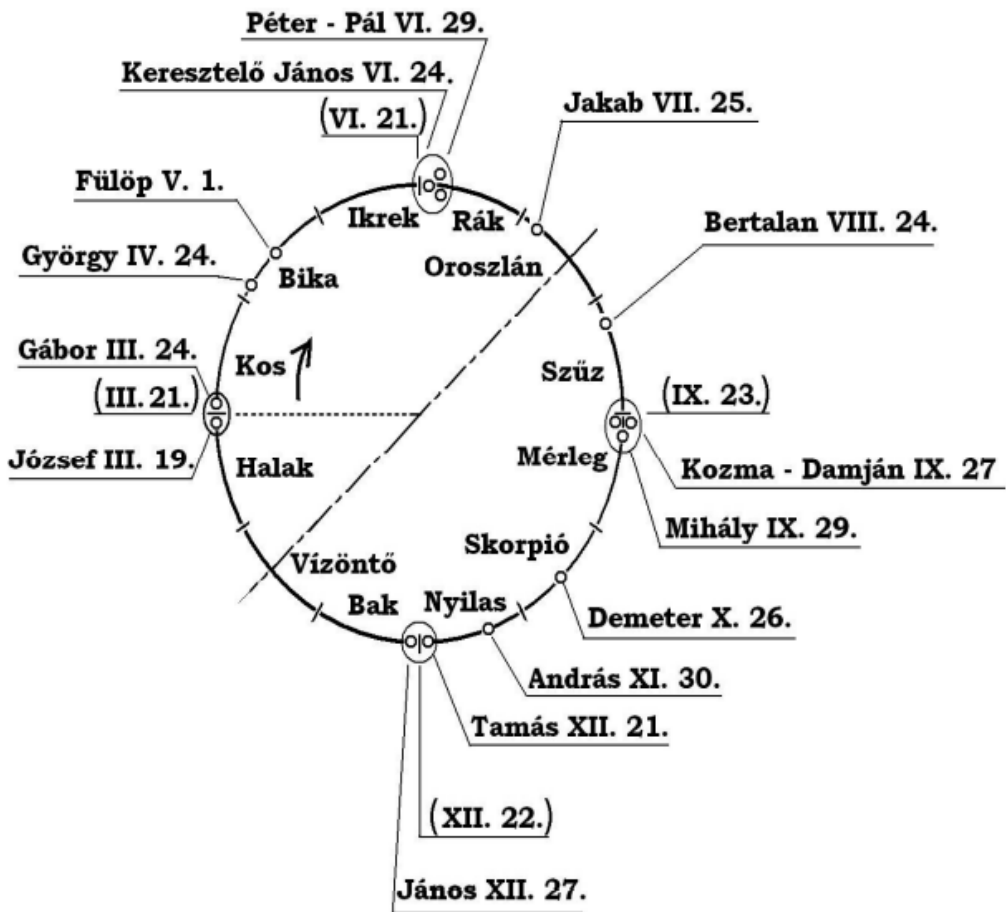 Péter - Pál VI. 29.
Keresztelő János VI. 24.
(VI. 21.)
Jakab VII. 25.
Fülöp V. 1.
Ikrek
Rák
Bertalan VIII. 24.
György IV. 24.
Bika
Oroszlán
Gábor III. 24.
Kos
Szűz
(III. 21.)
(IX. 23.)
József III. 19.
Halak
Mérleg
Kozma - Damján IX. 27
Mihály IX. 29.
Skorpió
Vízöntő
Bak
Nyilas
Demeter X. 26.
András XI. 30.
Tamás XII. 21.
(XII. 22.)
János XII. 27.